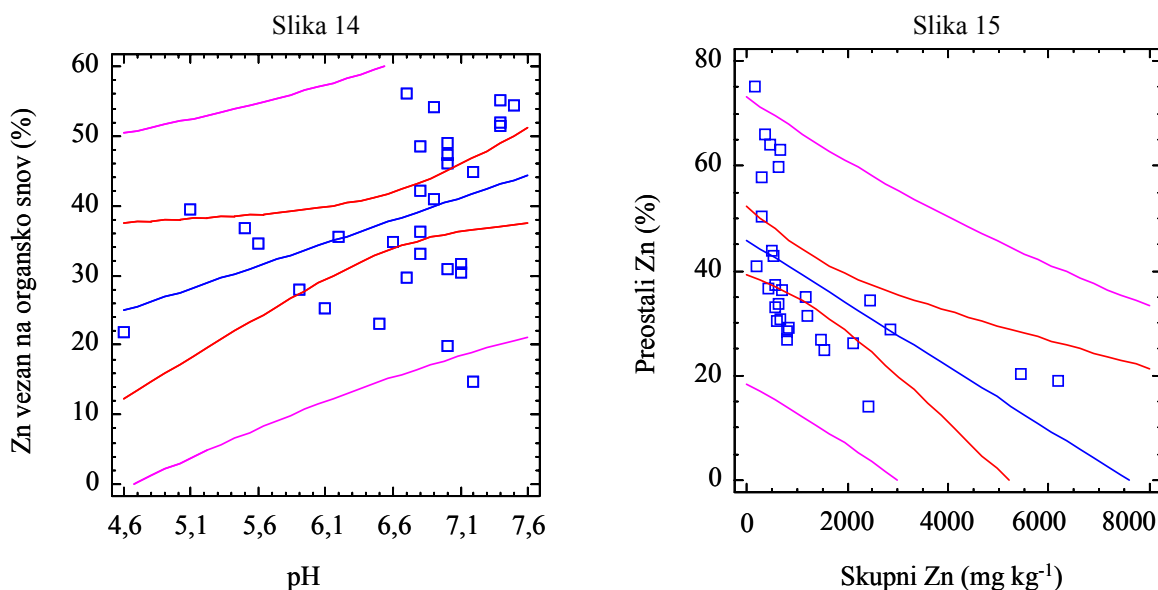 Slika 14
Zn vezan na organsko snov (%)
60
50
40
30
20
10
0
4,6 5,1 5,6 6,1 6,6 7,1 7,6
pH
Slika 15
Preostali Zn (%)
80
60
40
20
0
0 2000 4000 6000 8000
Skupni Zn (mg kg⁻¹)